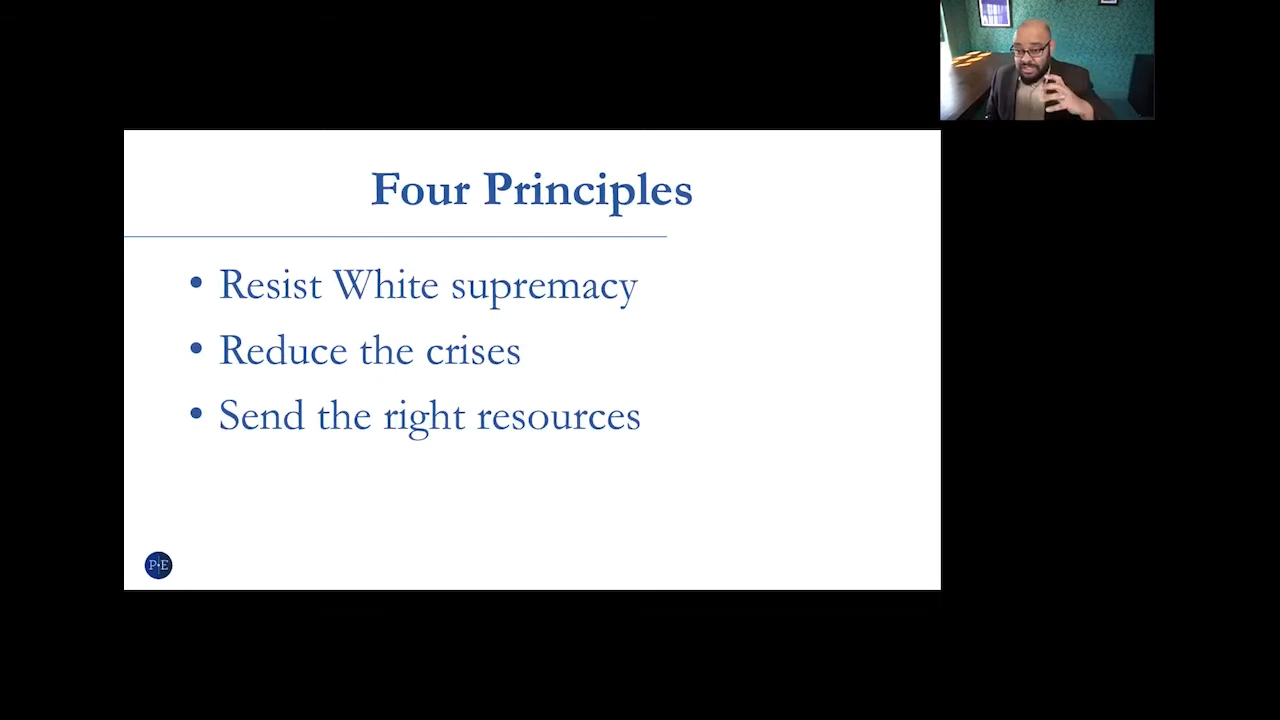 Four Principles
• Resist White supremacy
• Reduce the crises
• Send the right resources
P+E